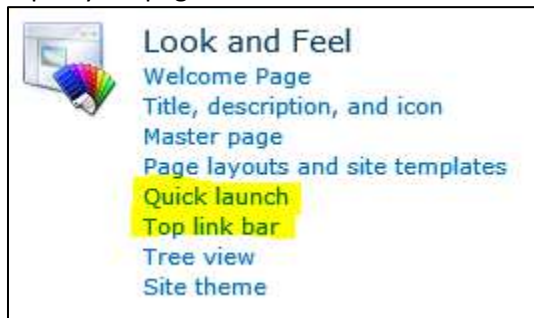 Look and Feel
Welcome Page
Title, description, and icon
Master page
Page layouts and site templates
Quick launch
Top link bar
Tree view
Site theme